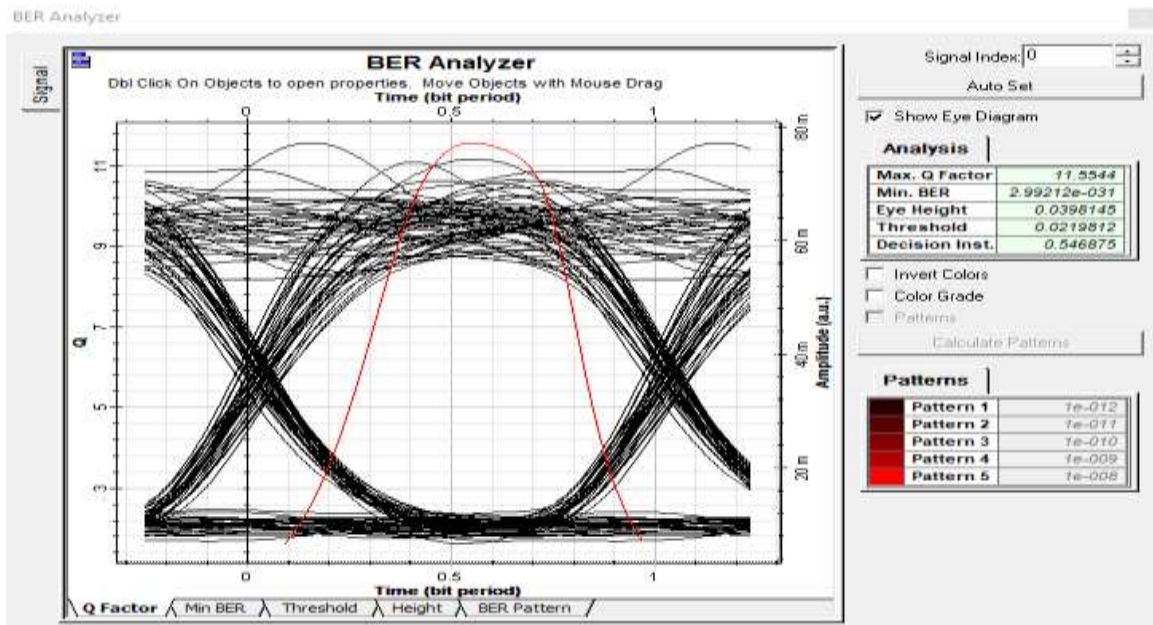 BER Analyzer
Signal
BER Analyzer
Dbl Click On Objects to open properties. Move Objects with Mouse Drag
Time (bit period)
0 0.5 1
Q
11
9
7
5
3
80 m
60 m
40 m
20 m
Amplitude (a.u.)
0 0.5 1
Time (bit period)
Q Factor Min BER Threshold Height BER Pattern
Signal Index: 0
Auto Set
Show Eye Diagram
Analysis
Max. Q Factor 11.5544
Min. BER 2.99212e-031
Eye Height 0.0398145
Threshold 0.0219812
Decision Inst. 0.546875
Invert Colors
Color Grade
Patterns
Calculate Patterns
Patterns
Pattern 1 1e-012
Pattern 2 1e-011
Pattern 3 1e-010
Pattern 4 1e-009
Pattern 5 1e-008